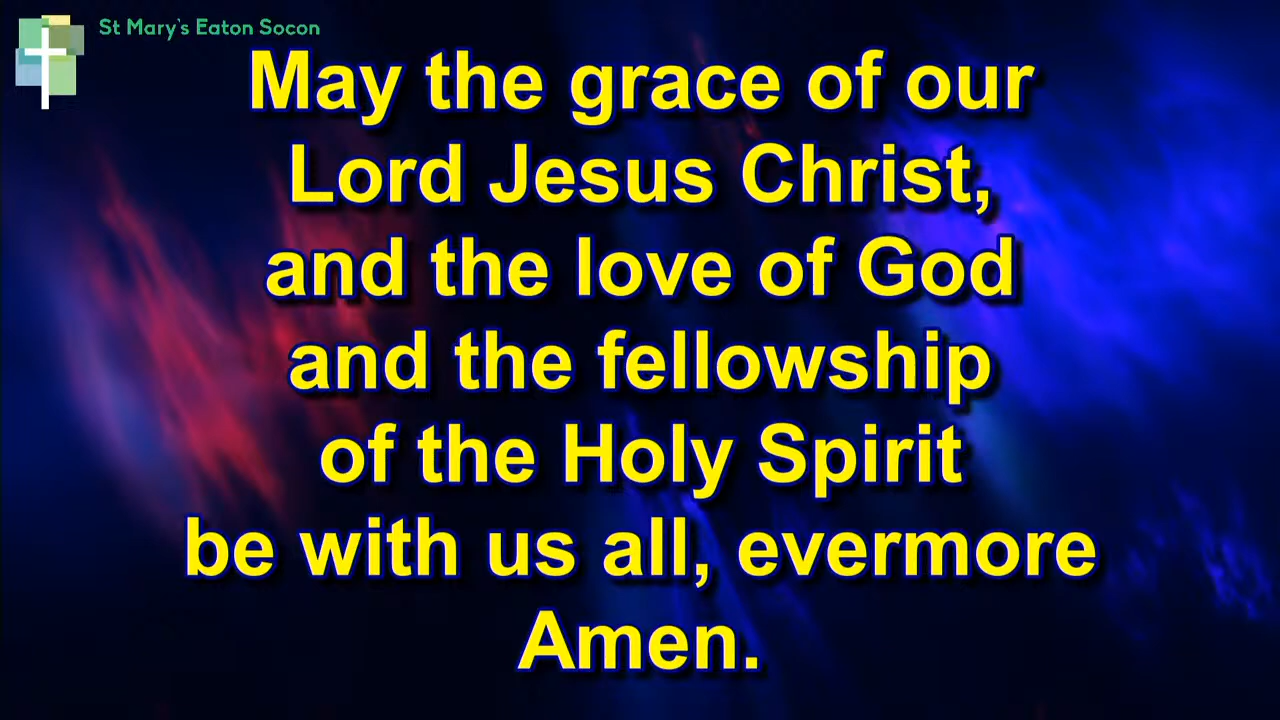 St Mary's Eaton Socon
May the grace of our
Lord Jesus Christ,
and the love of God
and the fellowship
of the Holy Spirit
be with us all, evermore
Amen.